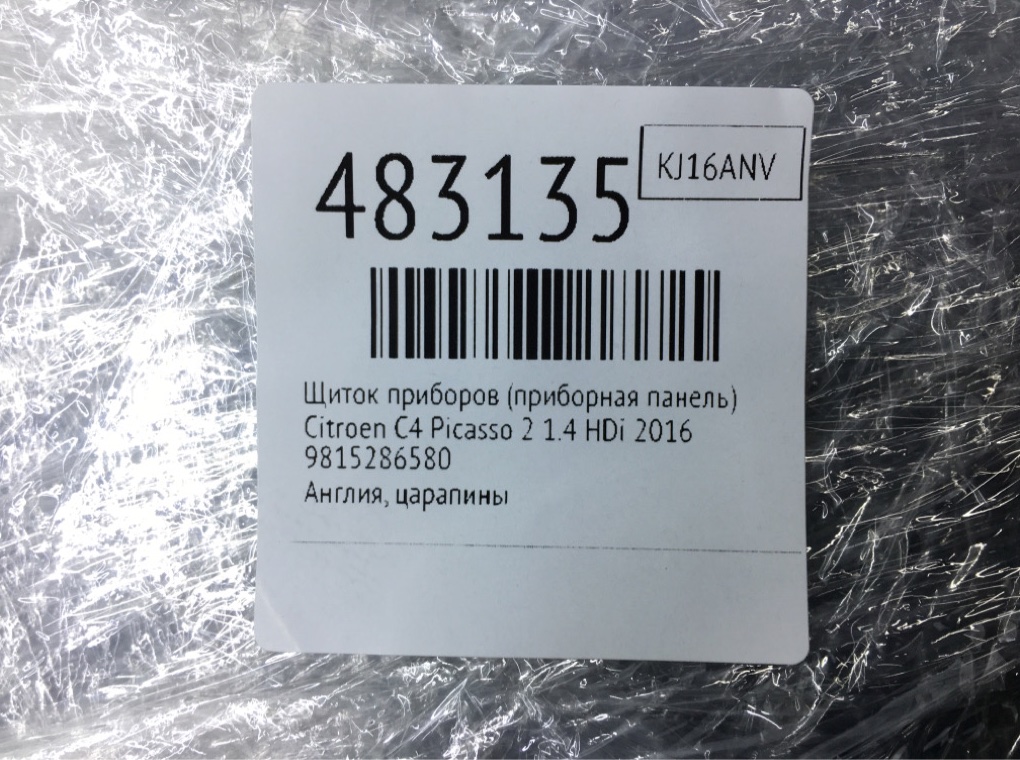 483135
KJ16ANV
Щиток приборов (приборная панель)
Citroen C4 Picasso 2 1.4 HDi 2016
9815286580
Англия, царапины